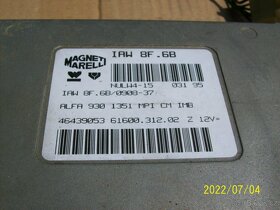 MAGNETI
MARELLI
IAW 8F.6B
NULW4-15 031 95
IAW 8F.6B/0908-37
ALFA 930 1351 MPI CM IMB
46439053 61600.312.02 Z 12V=
2022/07/04